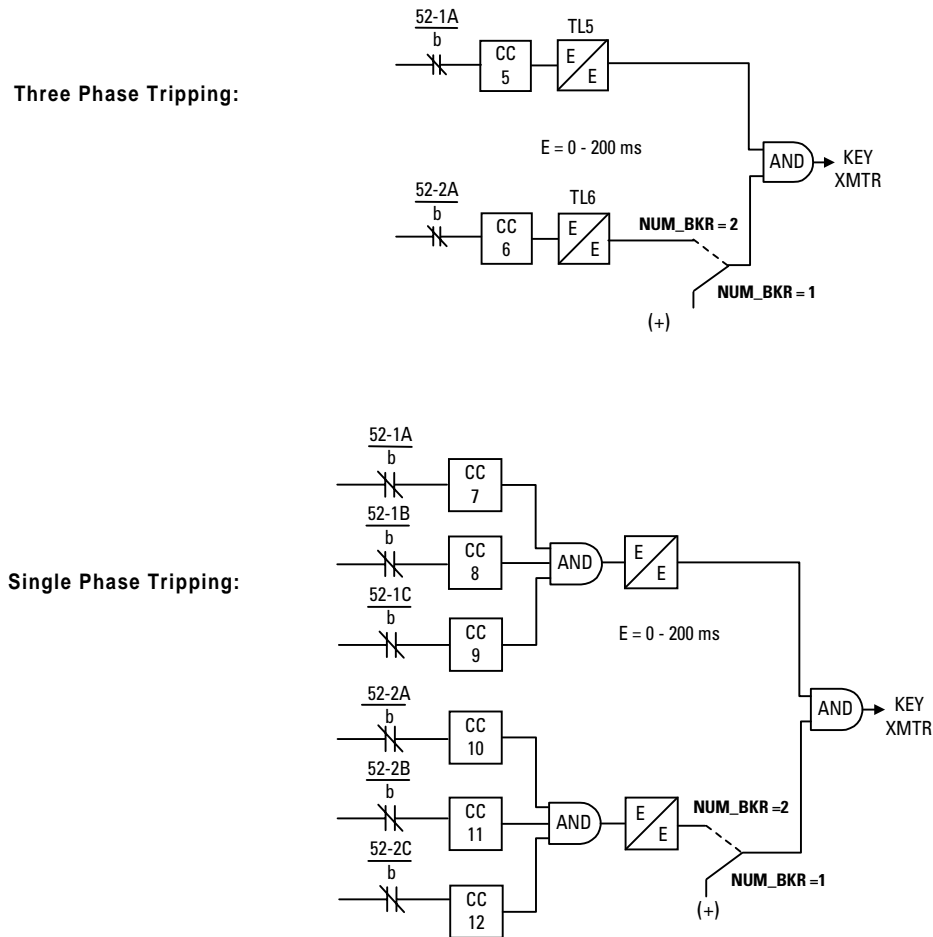 Three Phase Tripping:
52-1A
b
CC
5
TL5
E
E
E = 0 - 200 ms
52-2A
b
CC
6
TL6
E
E
NUM_BKR = 2
NUM_BKR = 1
(+)
AND
KEY
XMTR
Single Phase Tripping:
52-1A
b
CC
7
52-1B
b
CC
8
52-1C
b
CC
9
AND
E
E
E = 0 - 200 ms
52-2A
b
CC
10
52-2B
b
CC
11
52-2C
b
CC
12
AND
E
E
NUM_BKR =2
NUM_BKR =1
(+)
AND
KEY
XMTR